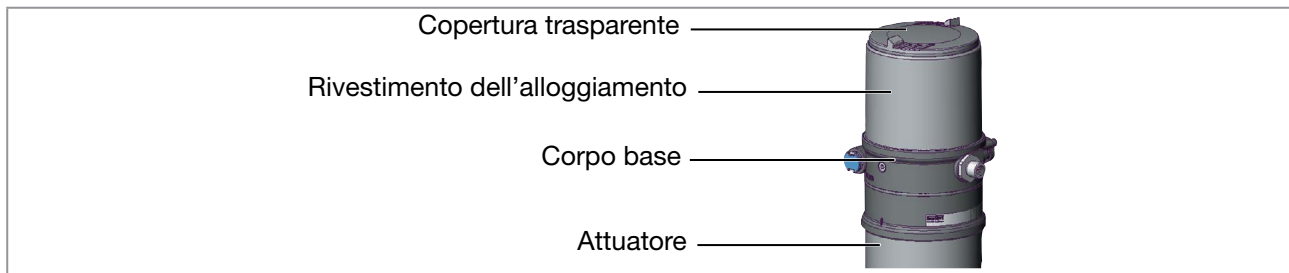 Copertura trasparente
Rivestimento dell’alloggiamento
Corpo base
Attuatore